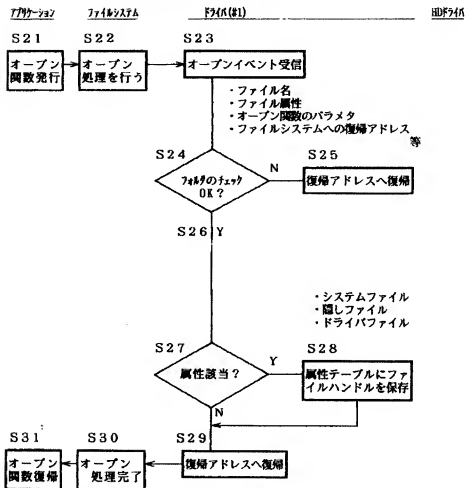 アプリケーション
ファイルシステム
ドライバ(#1)
HDドライバ
S21
S22
S23
オープン
関数発行
オープン
処理を行う
オープンイベント受信
・ファイル名
・ファイル属性
・オープン関数のパラメタ
・ファイルシステムへの復帰アドレス
等
S24
S25
フォルダのチェック
OK?
N
復帰アドレスへ復帰
S26
Y
・システムファイル
・隠しファイル
・ドライバファイル
S27
S28
属性該当?
Y
属性テーブルにファ
イルハンドルを保存
N
S31
S30
S29
オープン
関数復帰
オープン
処理完了
復帰アドレスへ復帰